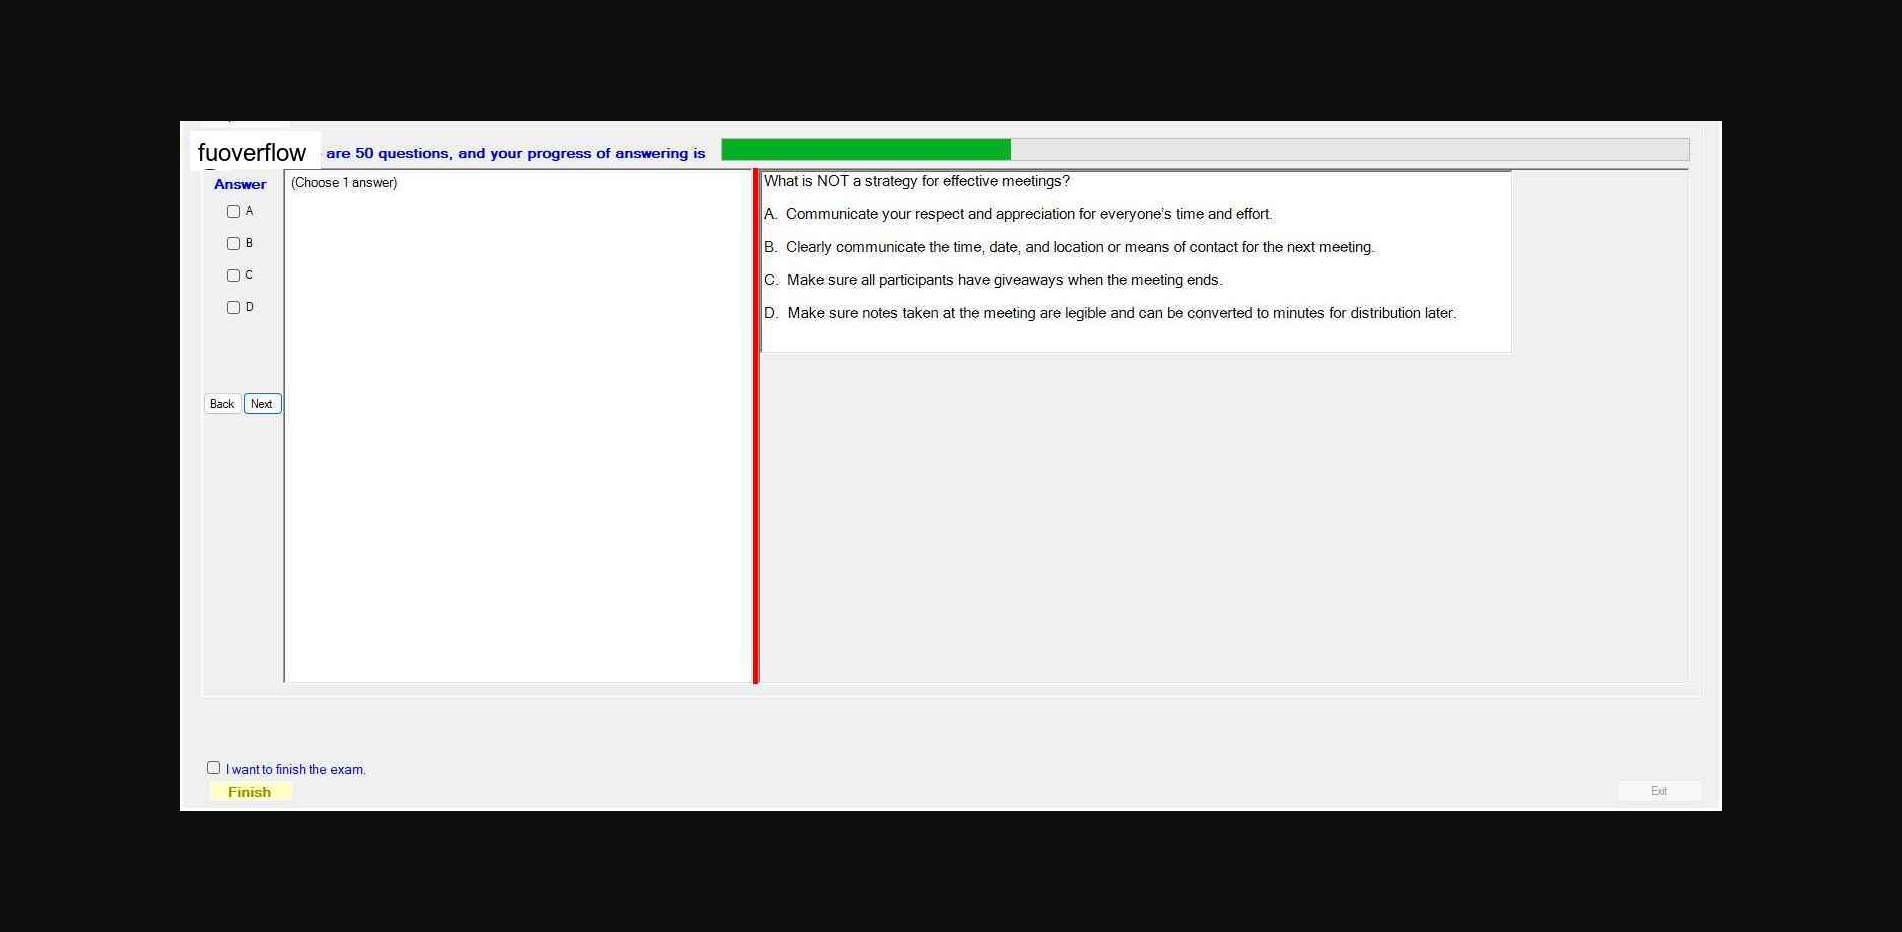 fuoverflow are 50 questions, and your progress of answering is
Answer
A
B
C
D
Back Next
(Choose 1 answer)
What is NOT a strategy for effective meetings?
A. Communicate your respect and appreciation for everyone's time and effort.
B. Clearly communicate the time, date, and location or means of contact for the next meeting.
C. Make sure all participants have giveaways when the meeting ends.
D. Make sure notes taken at the meeting are legible and can be converted to minutes for distribution later.
I want to finish the exam.
Finish
Exit